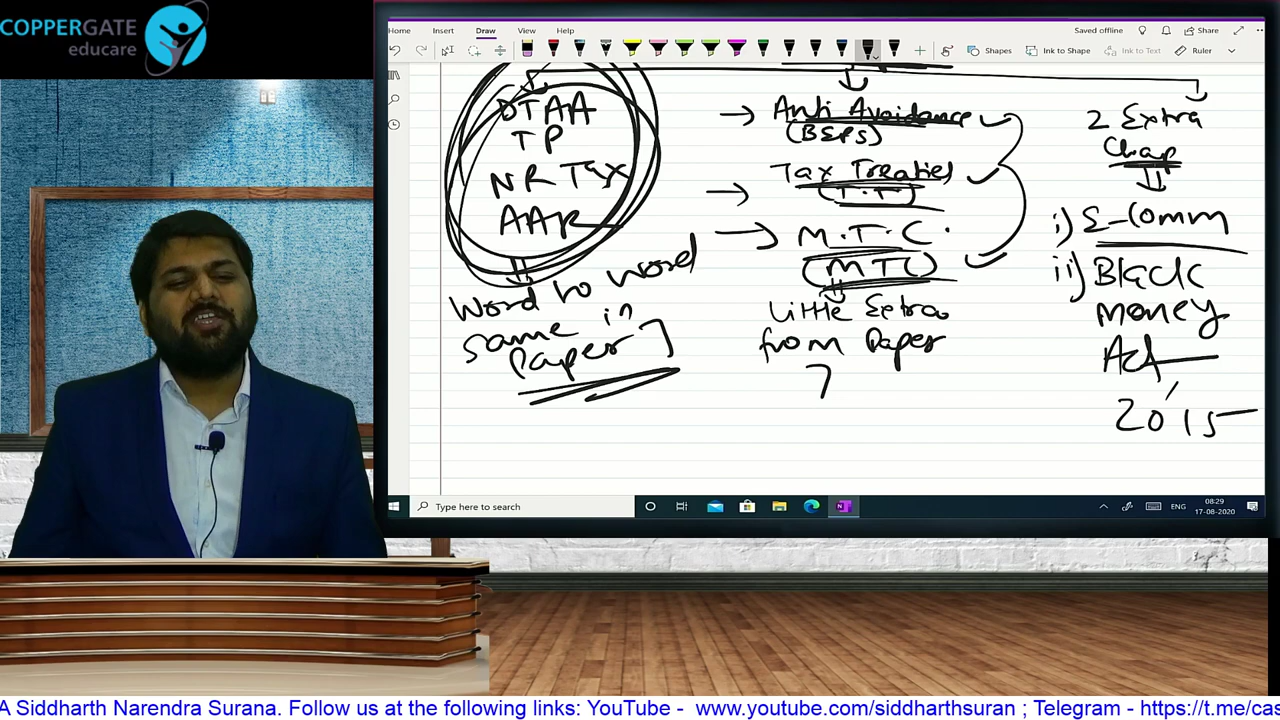 COPPERGATE
educare
Home Insert Draw View Help
Saved offline
Share
Shapes Ink to Shape Ink to Text Ruler
DTAA
TP
NR Tax
AAR
Word to word
same in
Paper
Anti Avoidance
(BEPS)
Tax Treaties
(T.T)
M.T.C.
(MTC)
Little Extra
from Paper
7
2 Extra
Chap
i) E-Comm
ii) Black
money
Act
2015
Type here to search
ENG
08:29
17-08-2020
A Siddharth Narendra Surana. Follow us at the following links: YouTube - www.youtube.com/siddharthsuran ; Telegram - https://t.me/cas